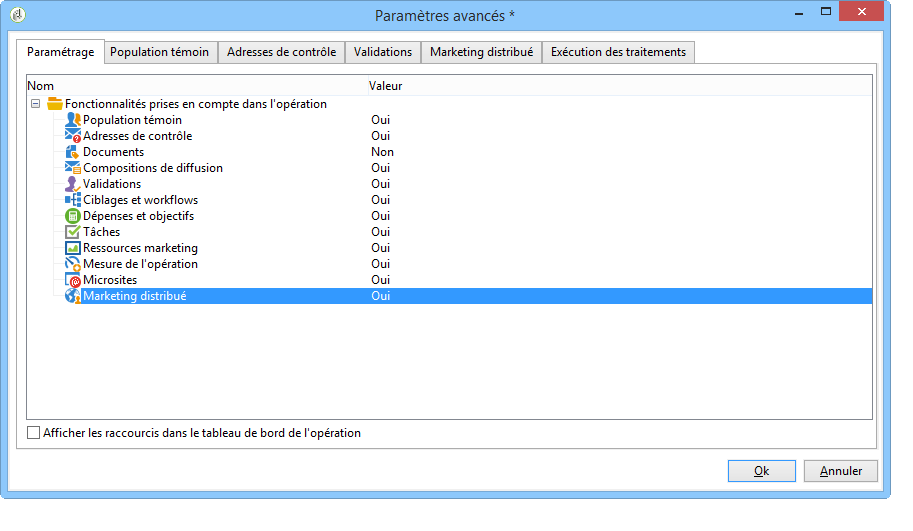 Paramètres avancés *
Paramétrage Population témoin Adresses de contrôle Validations Marketing distribué Exécution des traitements
Nom Valeur
Fonctionnalités prises en compte dans l'opération
Population témoin Oui
Adresses de contrôle Oui
Documents Non
Compositions de diffusion Oui
Validations Oui
Ciblages et workflows Oui
Dépenses et objectifs Oui
Tâches Oui
Ressources marketing Oui
Mesure de l'opération Oui
Microsites Oui
Marketing distribué Oui
Afficher les raccourcis dans le tableau de bord de l'opération
Ok Annuler